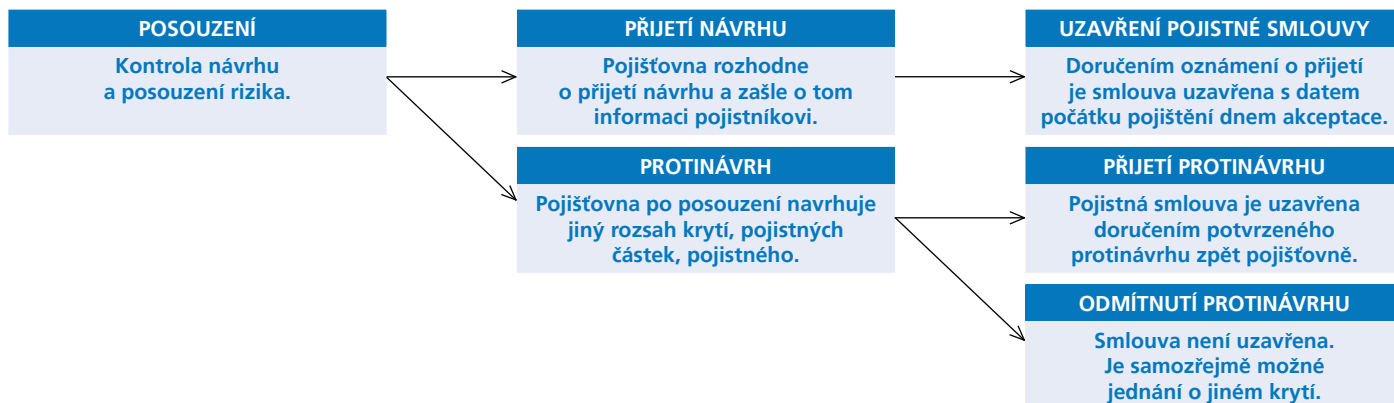 POSOUZENÍ
Kontrola návrhu
a posouzení rizika.
PŘIJETÍ NÁVRHU
Pojišťovna rozhodne
o přijetí návrhu a zašle o tom
informaci pojistníkovi.
UZAVŘENÍ POJISTNÉ SMLOUVY
Doručením oznámení o přijetí
je smlouva uzavřena s datem
počátku pojištění dnem akceptace.
PROTINÁVRH
Pojišťovna po posouzení navrhuje
jiný rozsah krytí, pojistných
částek, pojistného.
PŘIJETÍ PROTINÁVRHU
Pojistná smlouva je uzavřena
doručením potvrzeného
protinávrhu zpět pojišťovně.
ODMÍTNUTÍ PROTINÁVRHU
Smlouva není uzavřena.
Je samozřejmě možné
jednání o jiném krytí.